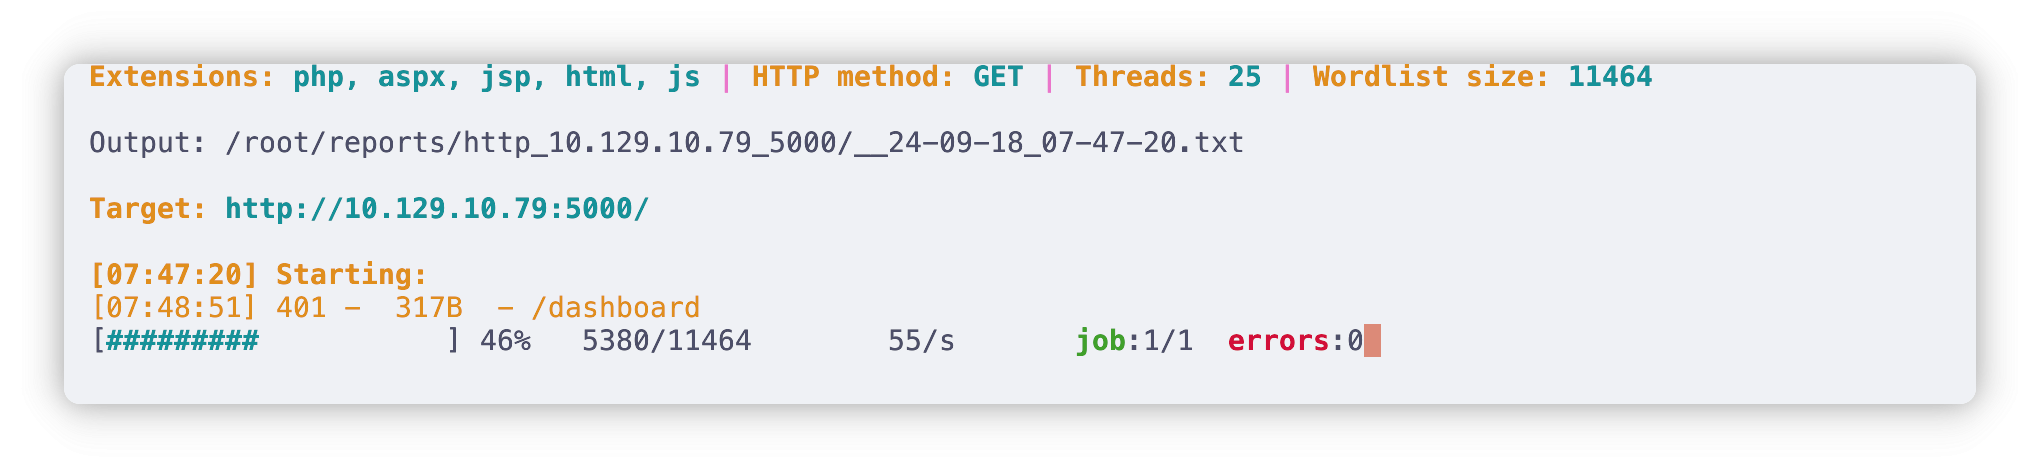 Extensions: php, aspx, jsp, html, js | HTTP method: GET | Threads: 25 | Wordlist size: 11464
Output: /root/reports/http_10.129.10.79_5000/__24-09-18_07-47-20.txt
Target: http://10.129.10.79:5000/
[07:47:20] Starting:
[07:48:51] 401 -  317B  - /dashboard
[#########           ] 46%   5380/11464        55/s       job:1/1  errors:0